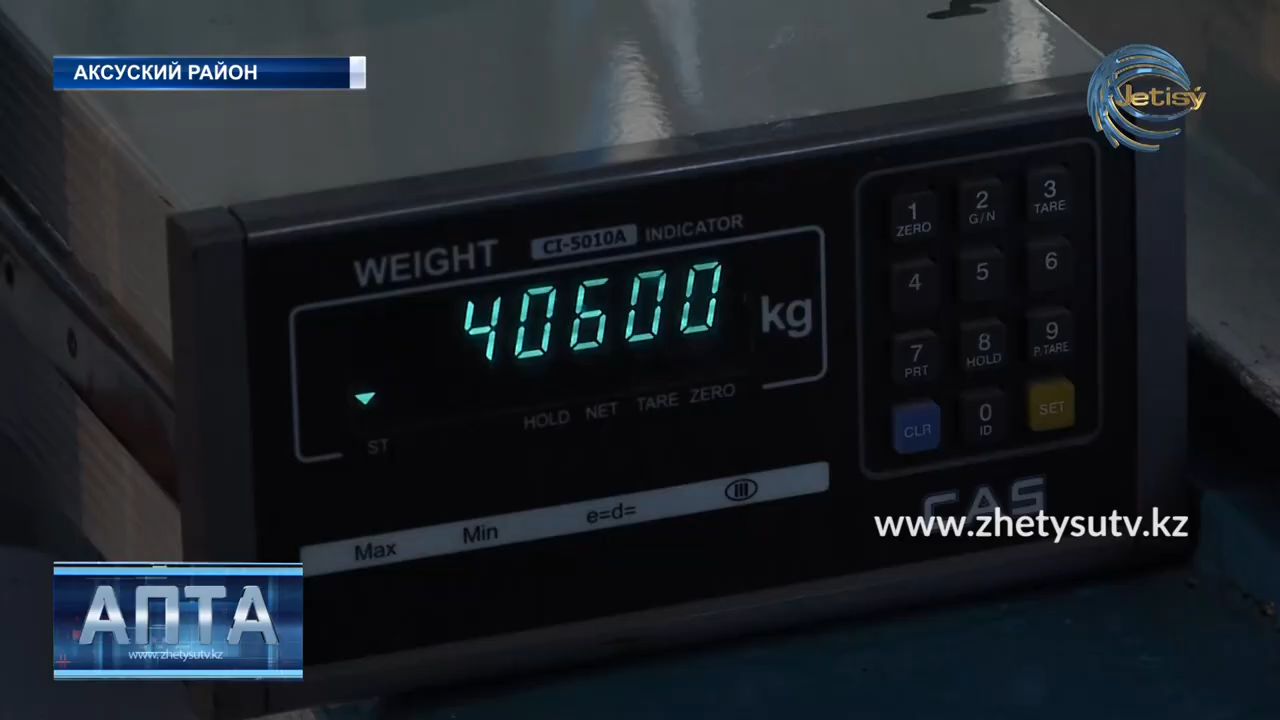 АКСУСКИЙ РАЙОН
Jetisý
WEIGHT CI-5010A INDICATOR
40600 kg
HOLD NET TARE ZERO
ST
Max Min e=d= III
1 2 3
ZERO G/N TARE
4 5 6
7 8 9
PRT HOLD P.TARE
CLR 0 SET
ID
CAS
www.zhetysutv.kz
АПТА
www.zhetysutv.kz